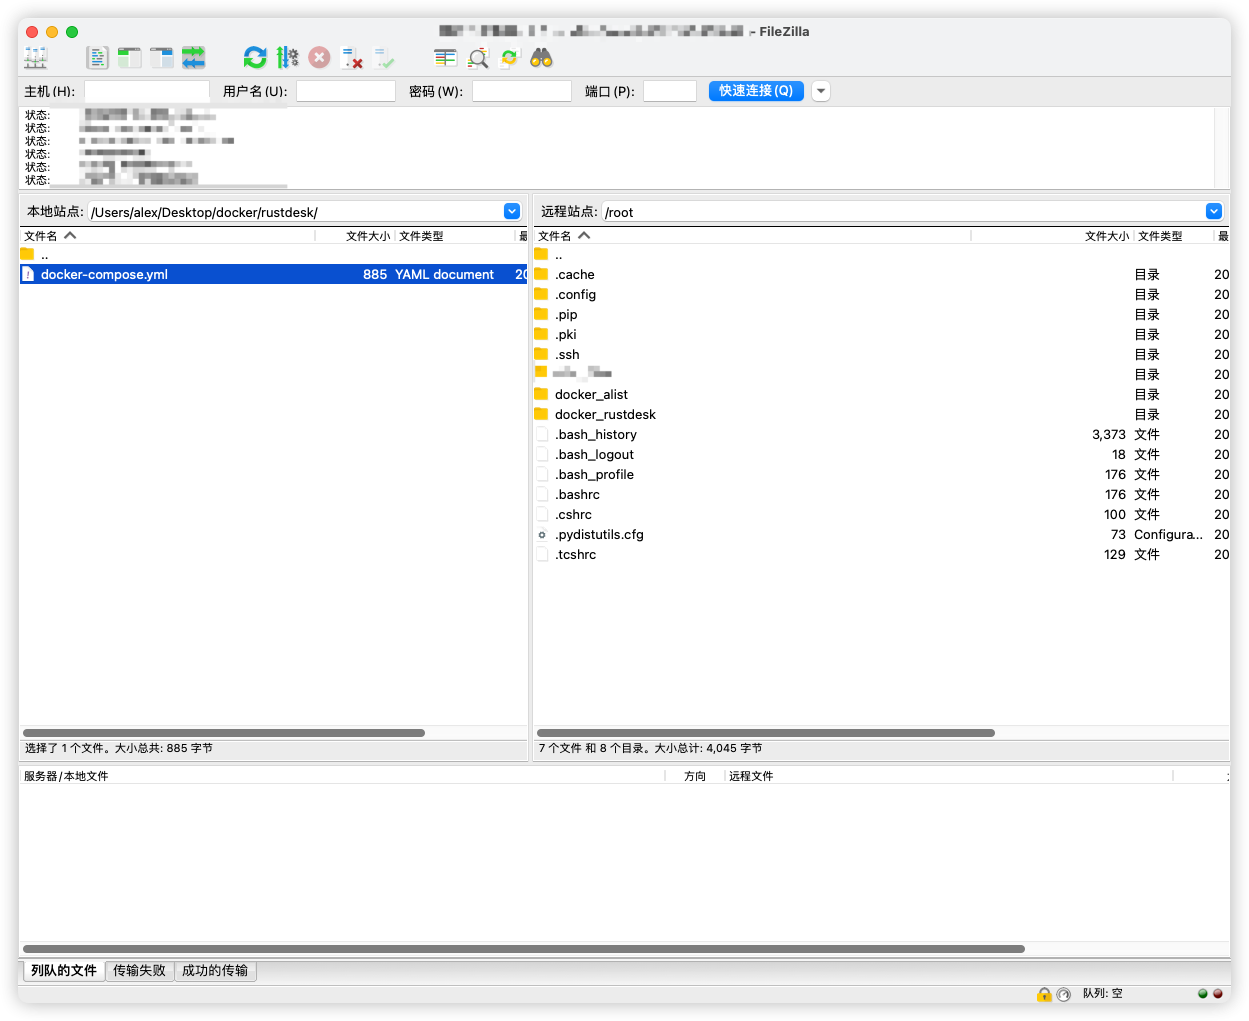 - FileZilla
主机(H): 用户名(U): 密码(W): 端口(P): 快速连接(Q)
状态:
状态:
状态:
状态:
状态:
状态:
本地站点: /Users/alex/Desktop/docker/rustdesk/
文件名 文件大小 文件类型 最
..
docker-compose.yml 885 YAML document 20
选择了 1 个文件。大小总共: 885 字节
远程站点: /root
文件名 文件大小 文件类型 最
..
.cache 目录 20
.config 目录 20
.pip 目录 20
.pki 目录 20
.ssh 目录 20
目录 20
docker_alist 目录 20
docker_rustdesk 目录 20
.bash_history 3,373 文件 20
.bash_logout 18 文件 20
.bash_profile 176 文件 20
.bashrc 176 文件 20
.cshrc 100 文件 20
.pydistutils.cfg 73 Configura... 20
.tcshrc 129 文件 20
7 个文件 和 8 个目录。大小总计: 4,045 字节
服务器/本地文件 方向 远程文件
列队的文件 传输失败 成功的传输
队列: 空